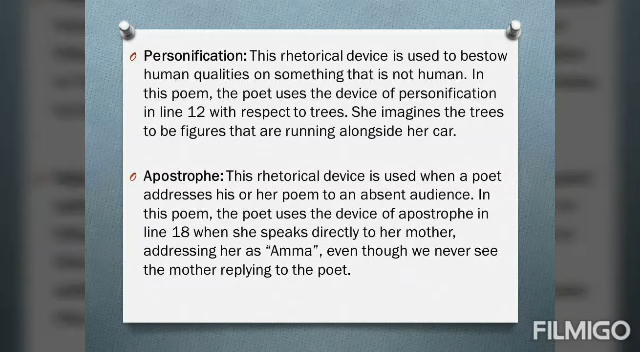 Personification: This rhetorical device is used to bestow
human qualities on something that is not human. In
this poem, the poet uses the device of personification
in line 12 with respect to trees. She imagines the trees
to be figures that are running alongside her car.
Apostrophe: This rhetorical device is used when a poet
addresses his or her poem to an absent audience. In
this poem, the poet uses the device of apostrophe in
line 18 when she speaks directly to her mother,
addressing her as “Amma”, even though we never see
the mother replying to the poet.
FILMIGO